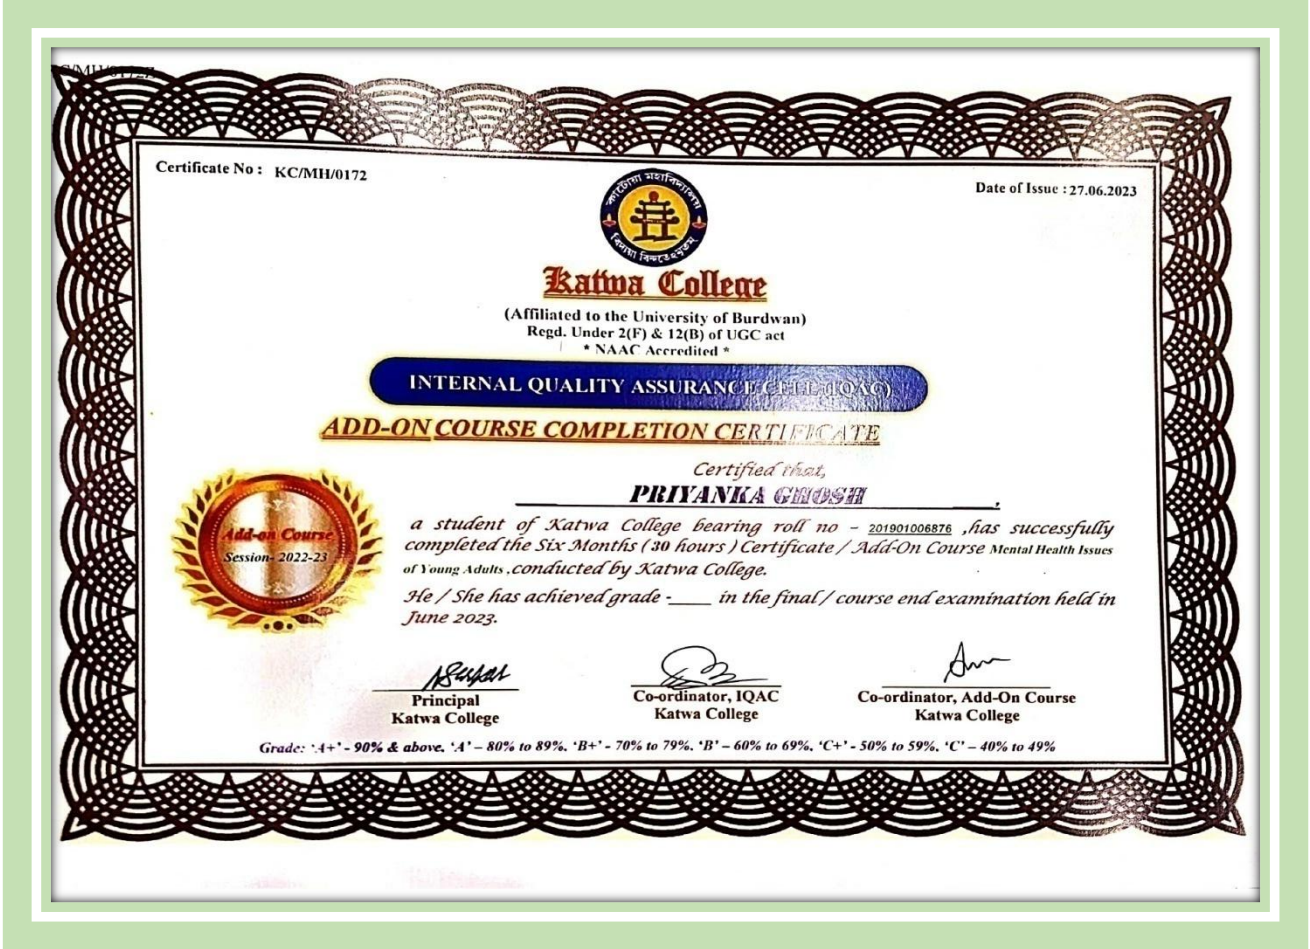 Certificate No : KC/MH/0172
Date of Issue : 27.06.2023
কাটোয়া মহাবিদ্যালয়
Katwa College
(Affiliated to the University of Burdwan)
Regd. Under 2(F) & 12(B) of UGC act
* NAAC Accredited *
INTERNAL QUALITY ASSURANCE CELL (IQAC)
ADD-ON COURSE COMPLETION CERTIFICATE
Certified that,
PRIYANKA GHOSH ,
Add-on Course
Session- 2022-23
a student of Katwa College bearing roll no – 201901006876 ,has successfully
completed the Six Months ( 30 hours ) Certificate / Add-On Course Mental Health Issues
of Young Adults ,conducted by Katwa College.
He / She has achieved grade -____ in the final / course end examination held in
June 2023.
Principal
Katwa College
Co-ordinator, IQAC
Katwa College
Co-ordinator, Add-On Course
Katwa College
Grade: 'A+' - 90% & above, 'A' – 80% to 89%, 'B+' - 70% to 79%, 'B' – 60% to 69%, 'C+' - 50% to 59%, 'C' – 40% to 49%